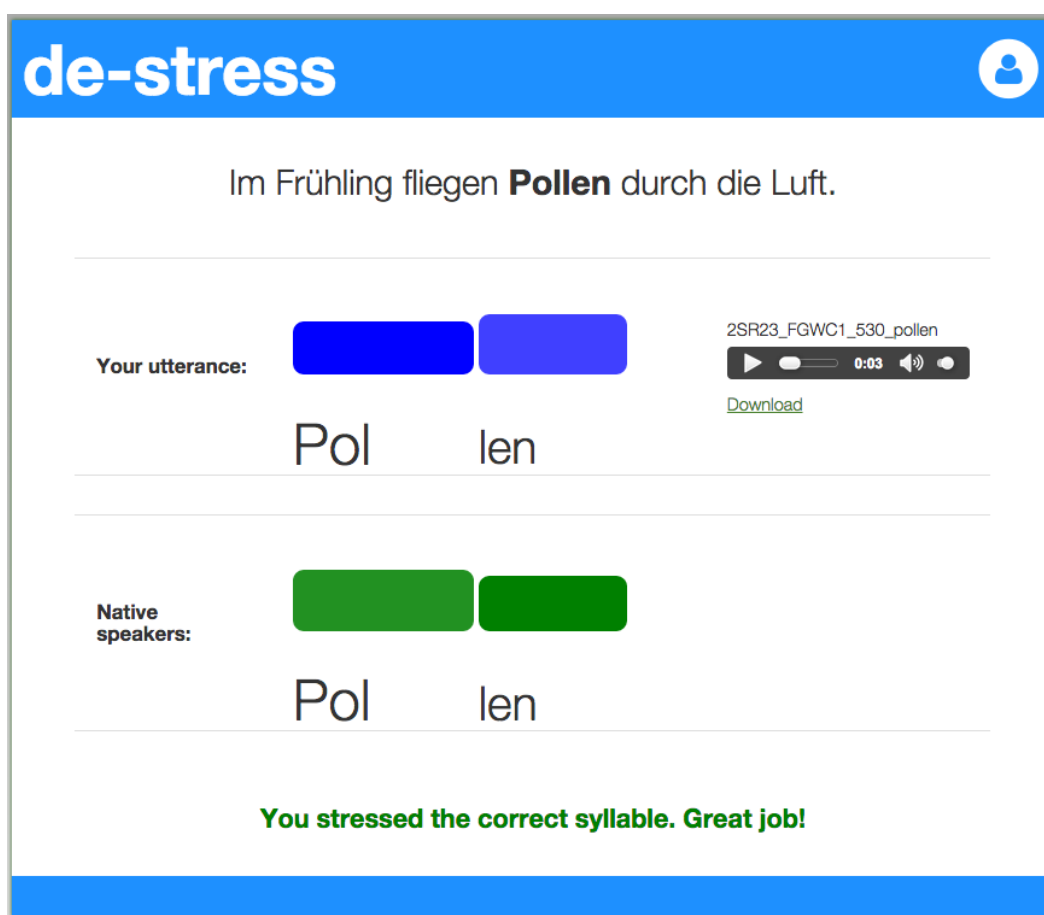 de-stress
Im Frühling fliegen Pollen durch die Luft.
Your utterance:
2SR23_FGWC1_530_pollen
0:03
Download
Pol len
Native
speakers:
Pol len
You stressed the correct syllable. Great job!